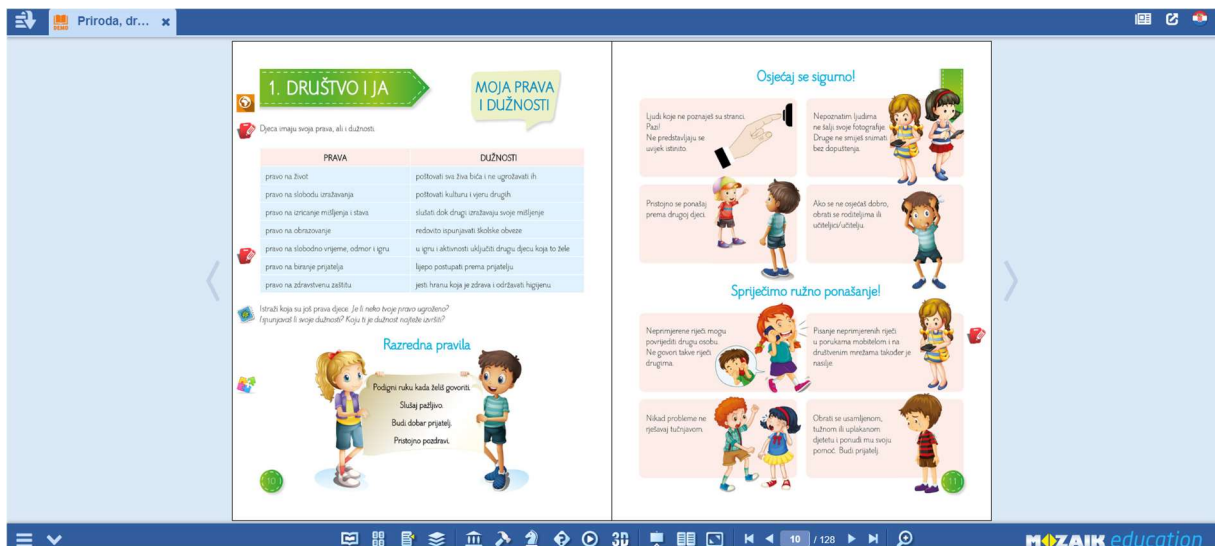 Priroda, dr... x
DEMO
1. DRUŠTVO I JA
MOJA PRAVA
I DUŽNOSTI
Djeca imaju svoja prava, ali i dužnosti.
PRAVA DUŽNOSTI
pravo na život poštovati sva živa bića i ne ugrožavati ih
pravo na slobodu izražavanja poštovati kulturu i vjeru drugih
pravo na izricanje mišljenja i stava slušati dok drugi izražavaju svoje mišljenje
pravo na obrazovanje redovito ispunjavati školske obveze
pravo na slobodno vrijeme, odmor i igru u igru i aktivnosti uključiti drugu djecu koja to žele
pravo na biranje prijatelja lijepo postupati prema prijatelju
pravo na zdravstvenu zaštitu jesti hranu koja je zdrava i održavati higijenu
Istraži koja su još prava djece. Je li neko tvoje pravo ugroženo?
Ispunjavaš li svoje dužnosti? Koju ti je dužnost najteže izvršiti?
Razredna pravila
Podigni ruku kada želiš govoriti.
Slušaj pažljivo.
Budi dobar prijatelj.
Pristojno pozdravi.
10
Osjećaj se sigurno!
Ljudi koje ne poznaješ su stranci.
Pazi!
Ne predstavljaju se
uvijek istinito.
Nepoznatim ljudima
ne šalji svoje fotografije.
Druge ne smiješ snimati
bez dopuštenja.
Pristojno se ponašaj
prema drugoj djeci.
Ako se ne osjećaš dobro,
obrati se roditeljima ili
učiteljici/učitelju.
Spriječimo ružno ponašanje!
Neprimjerene riječi mogu
povrijediti drugu osobu.
Ne govori takve riječi
drugima.
Pisanje neprimjerenih riječi
u porukama mobitelom i na
društvenim mrežama također je
nasilje.
Nikad probleme ne
rješavaj tučnjavom.
Obrati se usamljenom,
tužnom ili uplakanom
djetetu i ponudi mu svoju
pomoć. Budi prijatelj.
11
3D
10 / 128
MOZAIK education